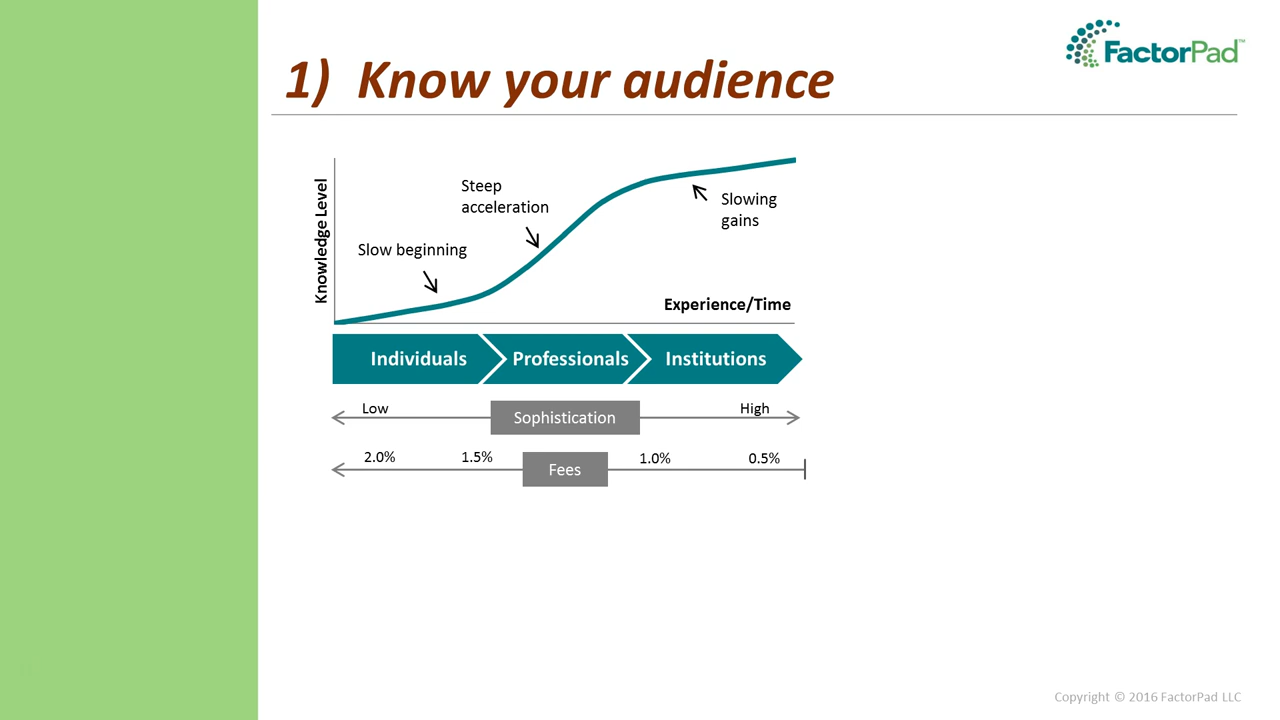 FactorPad™
1) Know your audience
Knowledge Level
Steep
acceleration
Slowing
gains
Slow beginning
Experience/Time
Individuals
Professionals
Institutions
Low
Sophistication
High
2.0%
1.5%
Fees
1.0%
0.5%
Copyright © 2016 FactorPad LLC